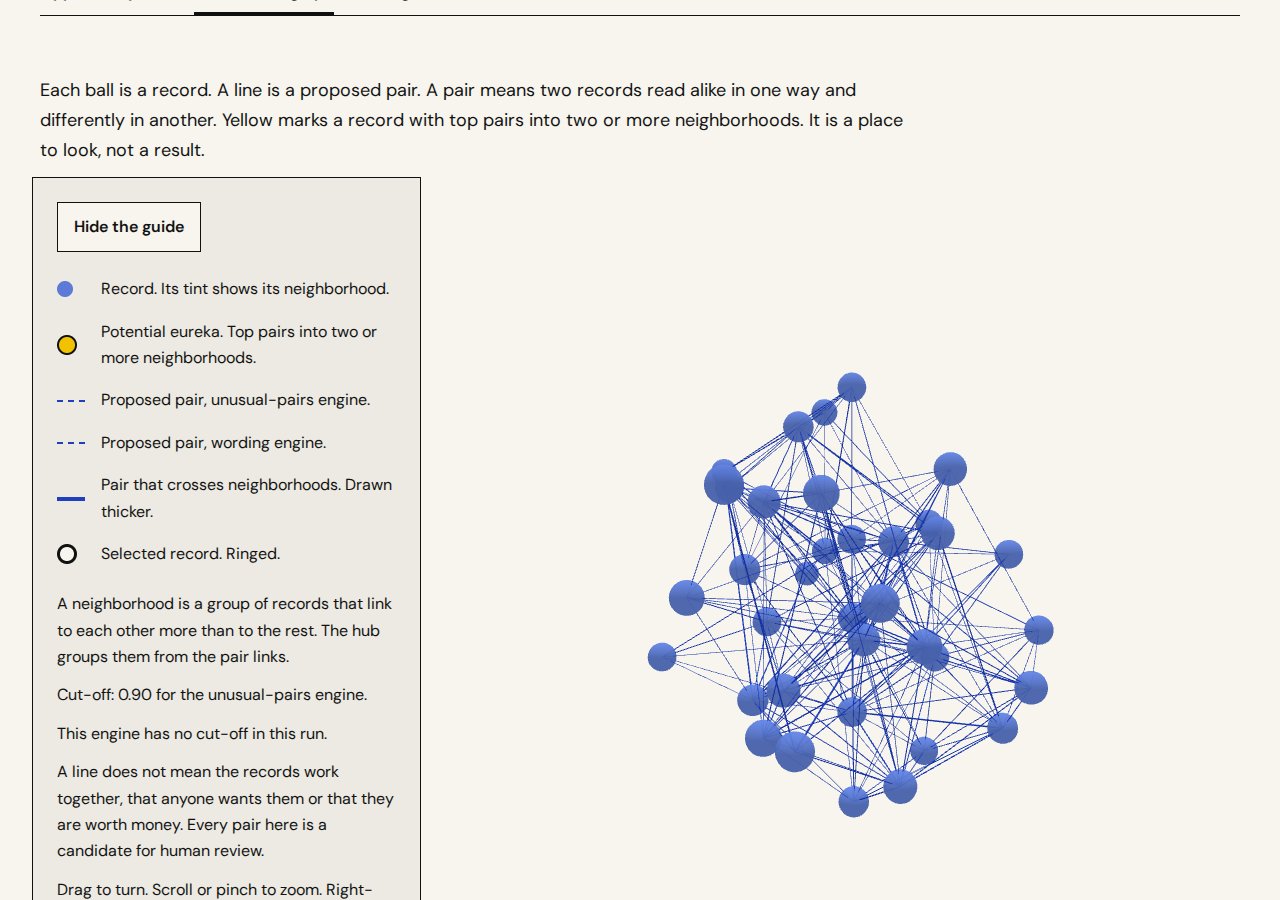 Each ball is a record. A line is a proposed pair. A pair means two records read alike in one way and
differently in another. Yellow marks a record with top pairs into two or more neighborhoods. It is a place
to look, not a result.
Hide the guide
Record. Its tint shows its neighborhood.
Potential eureka. Top pairs into two or
more neighborhoods.
Proposed pair, unusual-pairs engine.
Proposed pair, wording engine.
Pair that crosses neighborhoods. Drawn
thicker.
Selected record. Ringed.
A neighborhood is a group of records that link
to each other more than to the rest. The hub
groups them from the pair links.
Cut-off: 0.90 for the unusual-pairs engine.
This engine has no cut-off in this run.
A line does not mean the records work
together, that anyone wants them or that they
are worth money. Every pair here is a
candidate for human review.
Drag to turn. Scroll or pinch to zoom. Right-